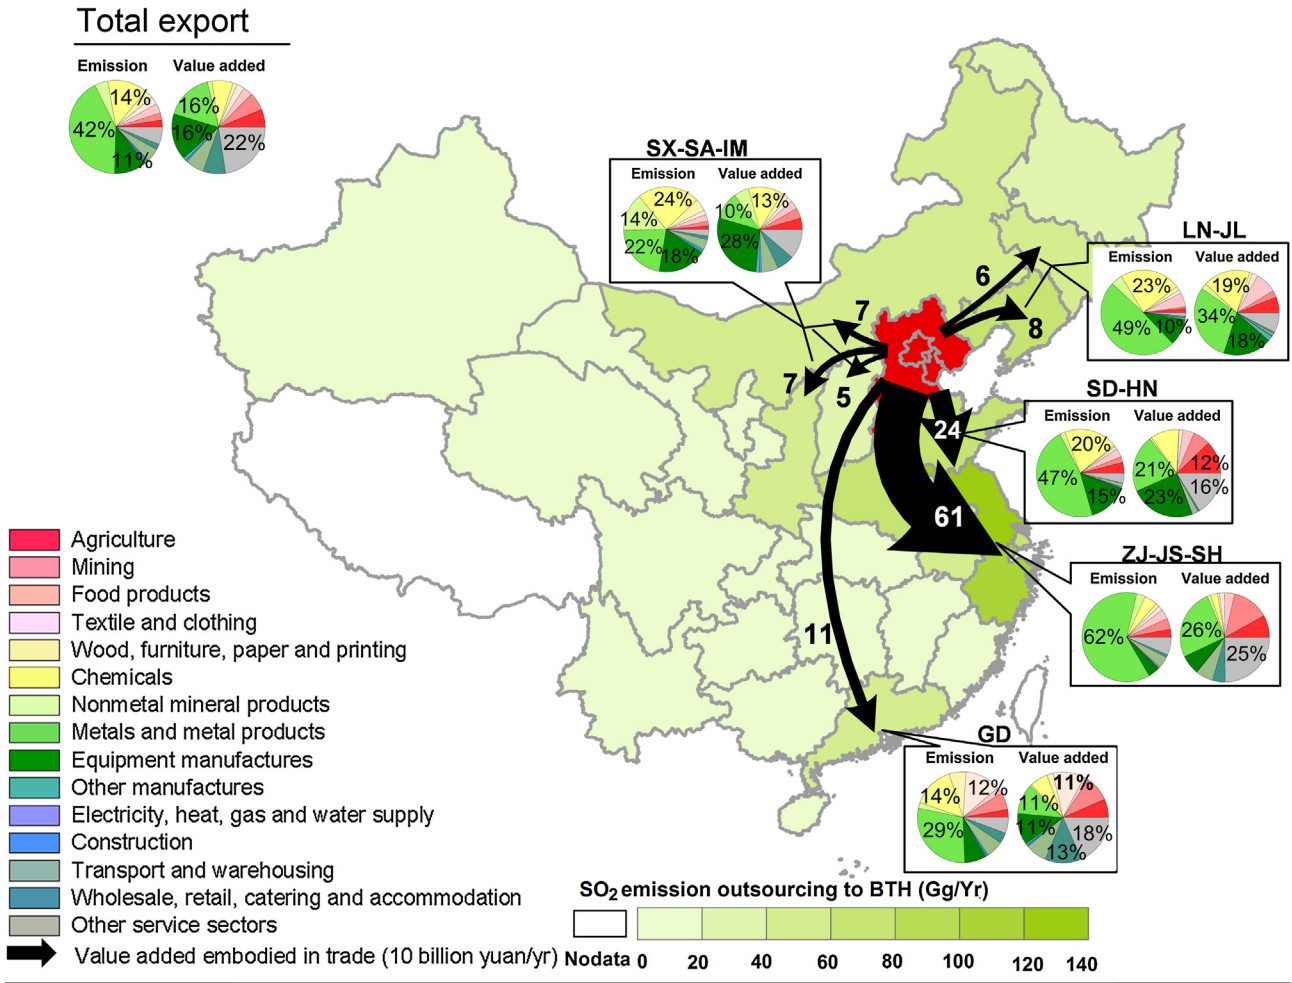 Total export
Emission Value added
14%
42%
11%
16%
16%
22%
SX-SA-IM
Emission Value added
24%
14%
22%
18%
13%
10%
28%
LN-JL
Emission Value added
23%
49%
10%
19%
34%
18%
6
8
7
7
5
SD-HN
Emission Value added
20%
47%
15%
12%
21%
23%
16%
24
61
11
ZJ-JS-SH
Emission Value added
62%
26%
25%
GD
Emission Value added
12%
14%
29%
11%
11%
11%
18%
13%
Agriculture
Mining
Food products
Textile and clothing
Wood, furniture, paper and printing
Chemicals
Nonmetal mineral products
Metals and metal products
Equipment manufactures
Other manufactures
Electricity, heat, gas and water supply
Construction
Transport and warehousing
Wholesale, retail, catering and accommodation
Other service sectors
Value added embodied in trade (10 billion yuan/yr)
SO2 emission outsourcing to BTH (Gg/Yr)
Nodata 0 20 40 60 80 100 120 140